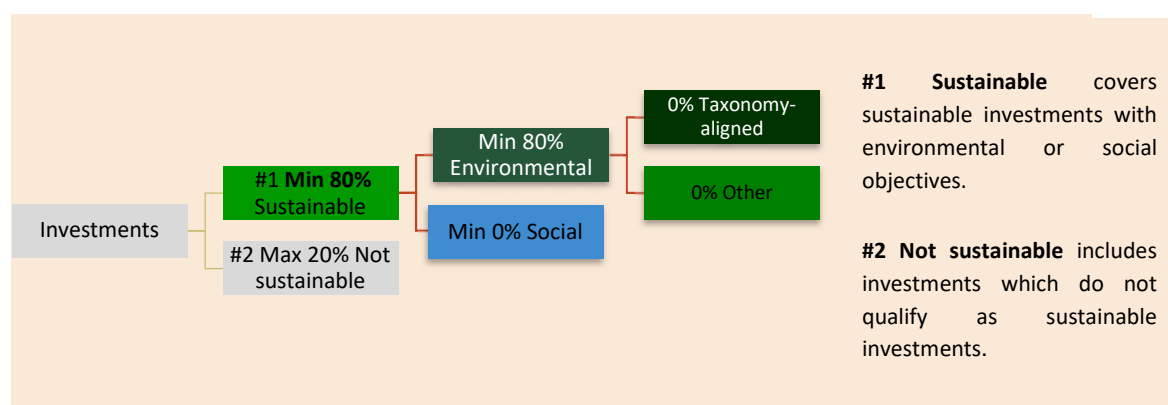 Investments
#1 Min 80%
Sustainable
#2 Max 20% Not
sustainable
Min 80%
Environmental
Min 0% Social
0% Taxonomy-
aligned
0% Other
#1 Sustainable covers
sustainable investments with
environmental or social
objectives.
#2 Not sustainable includes
investments which do not
qualify as sustainable
investments.